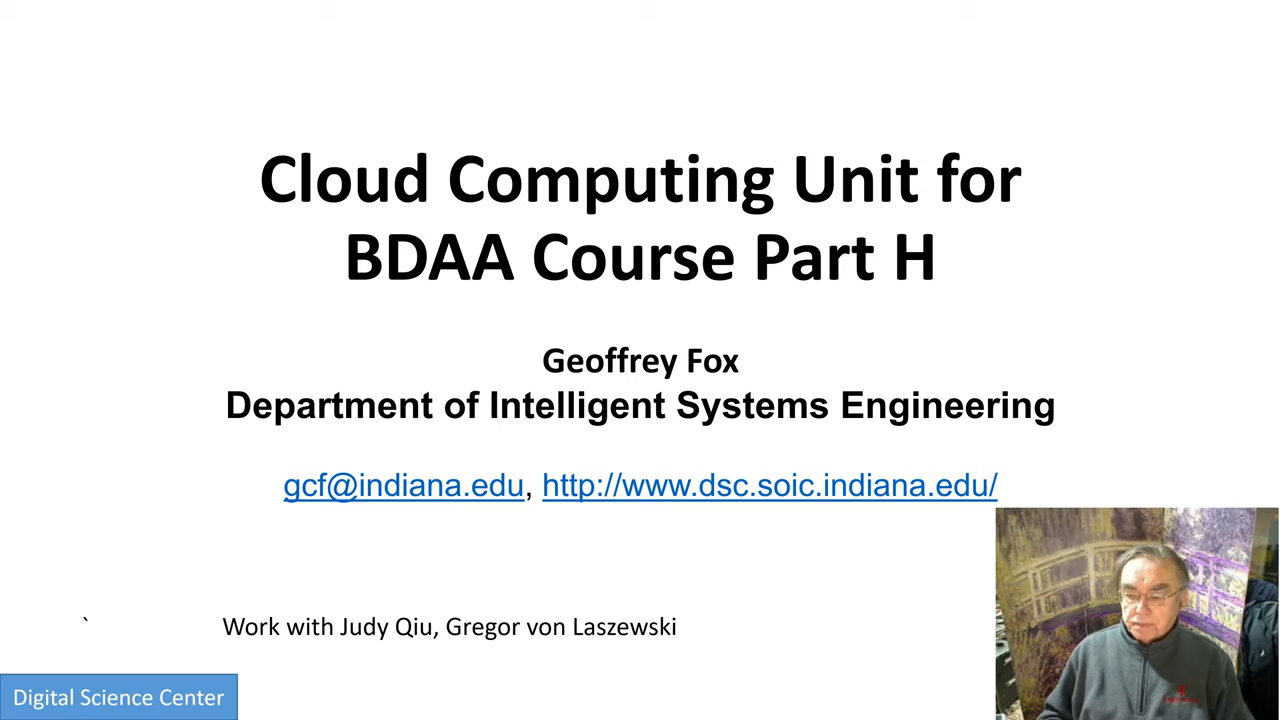 Cloud Computing Unit for
BDAA Course Part H
Geoffrey Fox
Department of Intelligent Systems Engineering
gcf@indiana.edu, http://www.dsc.soic.indiana.edu/
` Work with Judy Qiu, Gregor von Laszewski
Digital Science Center